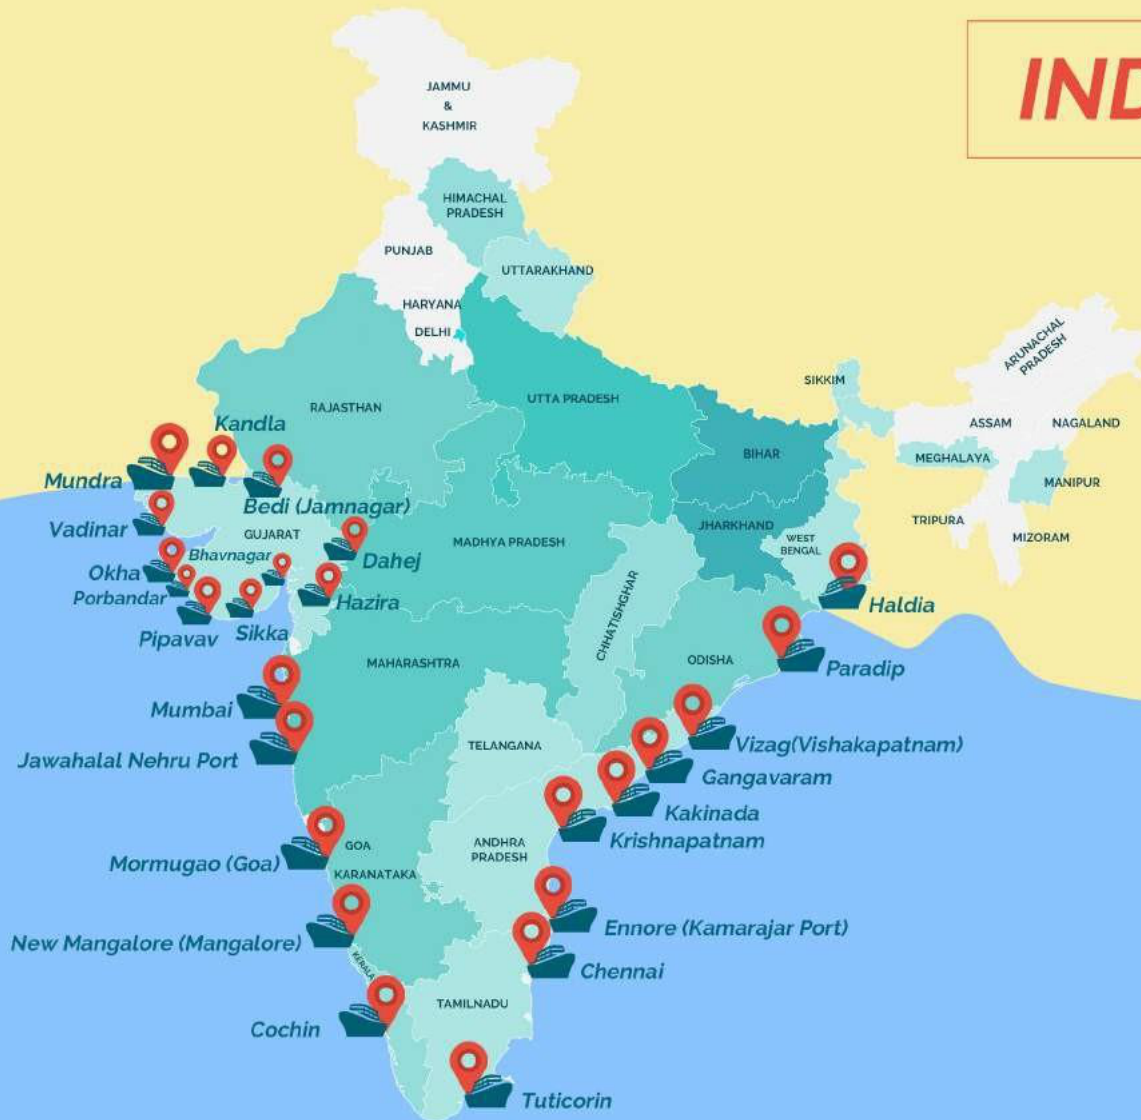 IND
JAMMU
&
KASHMIR
HIMACHAL
PRADESH
PUNJAB
UTTARAKHAND
HARYANA
DELHI
ARUNACHAL
PRADESH
SIKKIM
UTTA PRADESH
RAJASTHAN
ASSAM
NAGALAND
Kandla
BIHAR
MEGHALAYA
Mundra
MANIPUR
Bedi (Jamnagar)
TRIPURA
JHARKHAND
Vadinar
GUJARAT
WEST
BENGAL
MIZORAM
MADHYA PRADESH
Bhavnagar
Dahej
Okha
Porbandar
Hazira
Haldia
CHHATISHGHAR
Pipavav
Sikka
MAHARASHTRA
ODISHA
Paradip
Mumbai
TELANGANA
Vizag(Vishakapatnam)
Jawahalal Nehru Port
Gangavaram
Kakinada
Krishnapatnam
ANDHRA
PRADESH
GOA
Mormugao (Goa)
KARANATAKA
Ennore (Kamarajar Port)
New Mangalore (Mangalore)
KERALA
Chennai
TAMILNADU
Cochin
Tuticorin